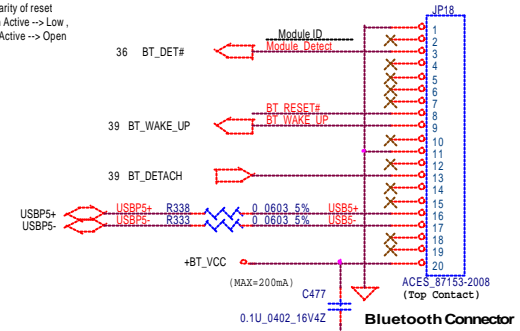 arity of reset
Active --> Low ,
Active --> Open
JP18
Module ID
36 BT_DET# Module_Detect
BT_RESET#
39 BT_WAKE_UP BT_WAKE_UP
39 BT_DETACH
USBP5+ USBP5+ R338 0_0603_5% USB5+
USBP5- USBP5- R333 0_0603_5% USB5-
+BT_VCC
(MAX=200mA)
C477
0.1U_0402_16V4Z
1
2
3
4
5
6
7
8
9
10
11
12
13
14
15
16
17
18
19
20
ACES_87153-2008
(Top Contact)
Bluetooth Connector